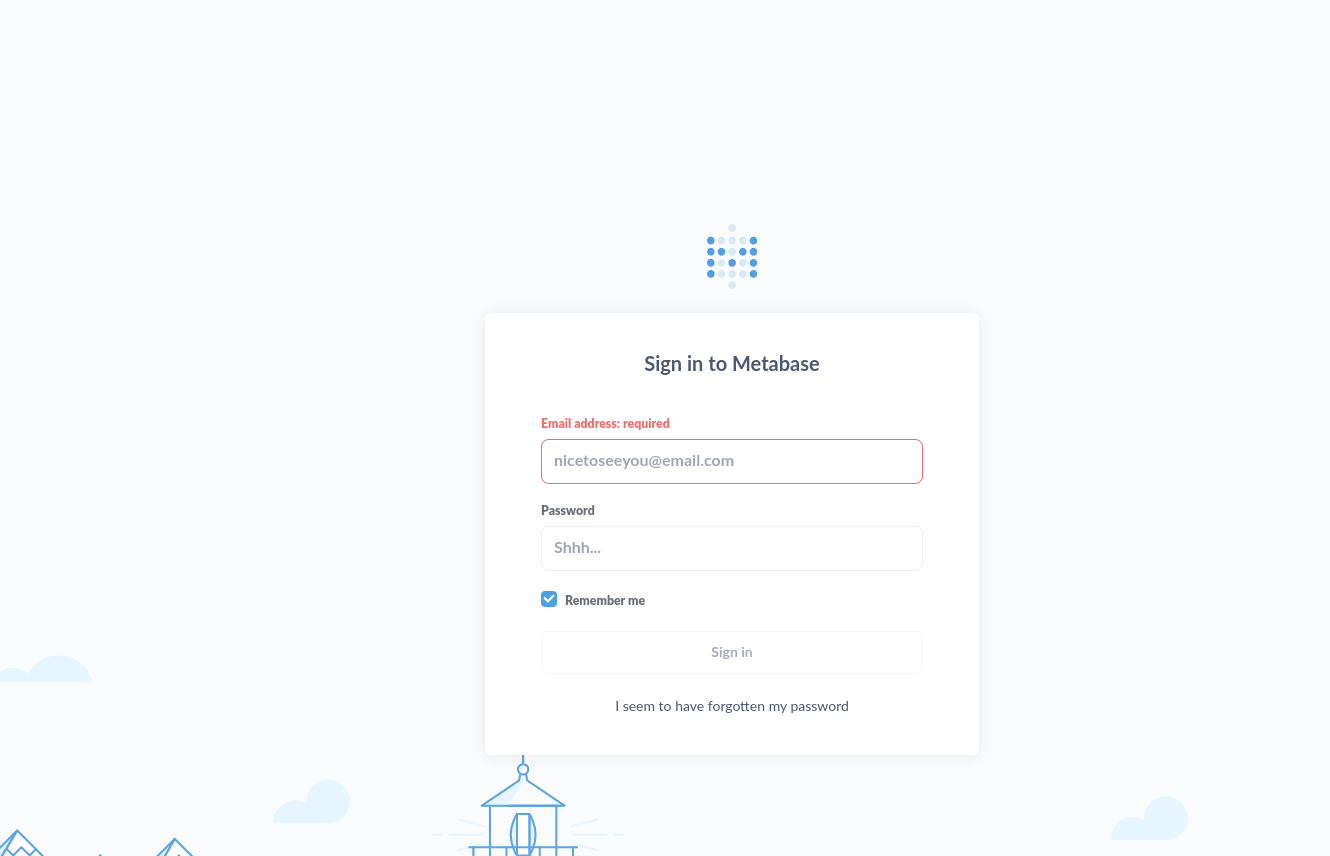 Sign in to Metabase
Email address: required
nicetoseeyou@email.com
Password
Shhh...
Remember me
Sign in
I seem to have forgotten my password